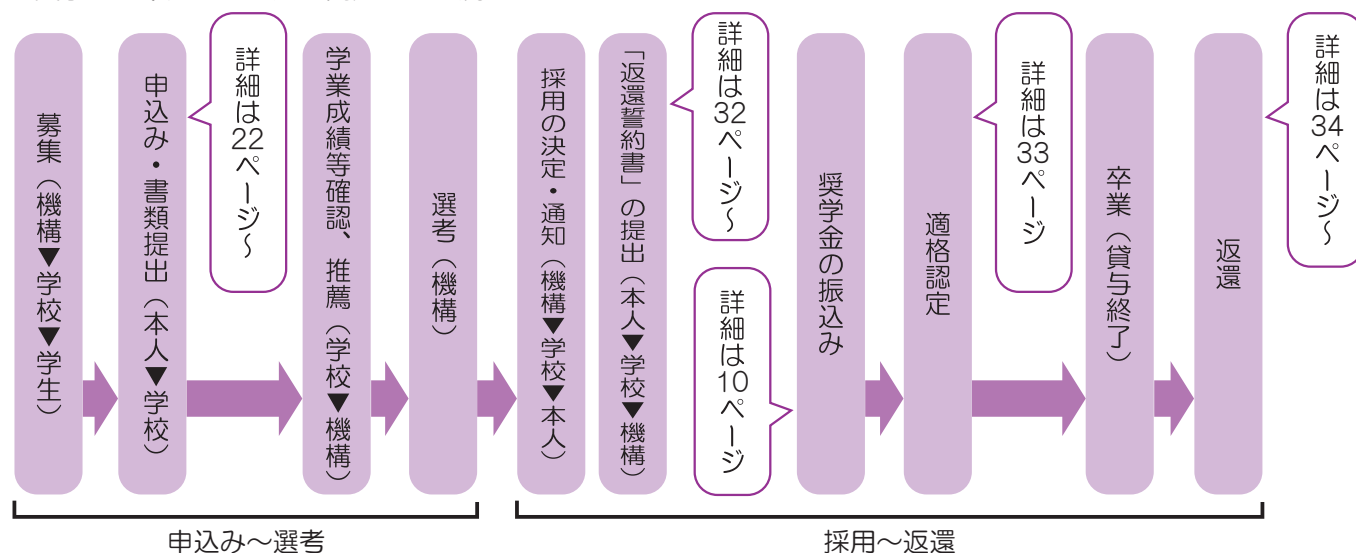 募集（機構▼学校▼学生）
申込み・書類提出（本人▼学校）
詳細は22ページ～
学業成績等確認、推薦（学校▼機構）
選考（機構）
採用の決定・通知（機構▼学校▼本人）
「返還誓約書」の提出（本人▼学校▼機構）
詳細は32ページ～
詳細は10ページ
奨学金の振込み
適格認定
詳細は33ページ
卒業（貸与終了）
返還
詳細は34ページ～
申込み～選考
採用～返還